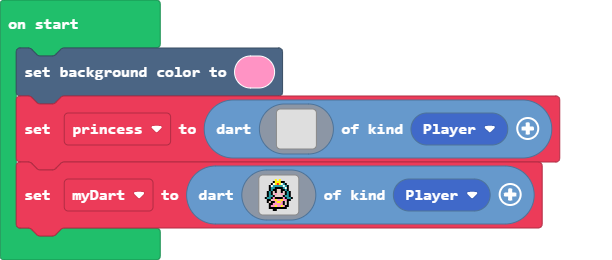 on start
set background color to
set princess to dart of kind Player
set myDart to dart of kind Player